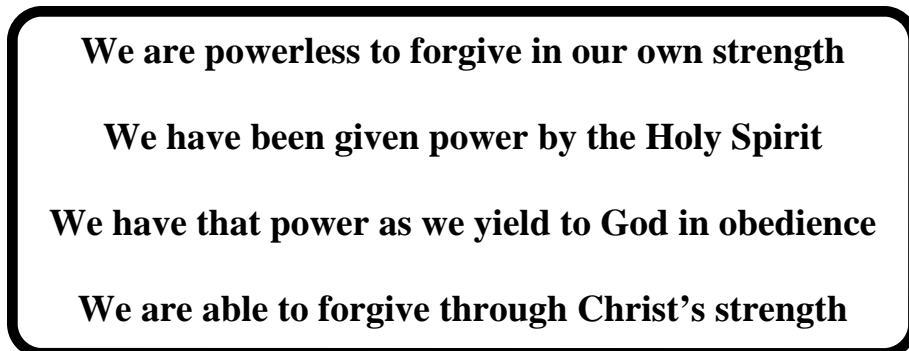 We are powerless to forgive in our own strength
We have been given power by the Holy Spirit
We have that power as we yield to God in obedience
We are able to forgive through Christ’s strength